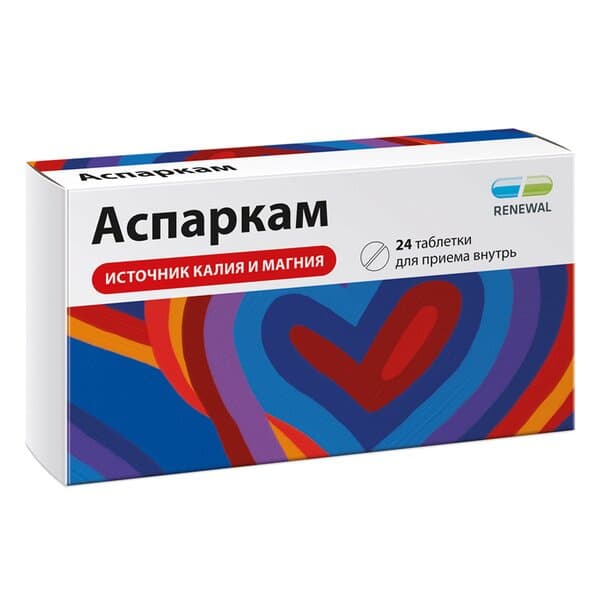 Аспаркам
Аспаркам
ИСТОЧНИК КАЛИЯ И МАГНИЯ
RENEWAL
24 таблетки
для приема внутрь